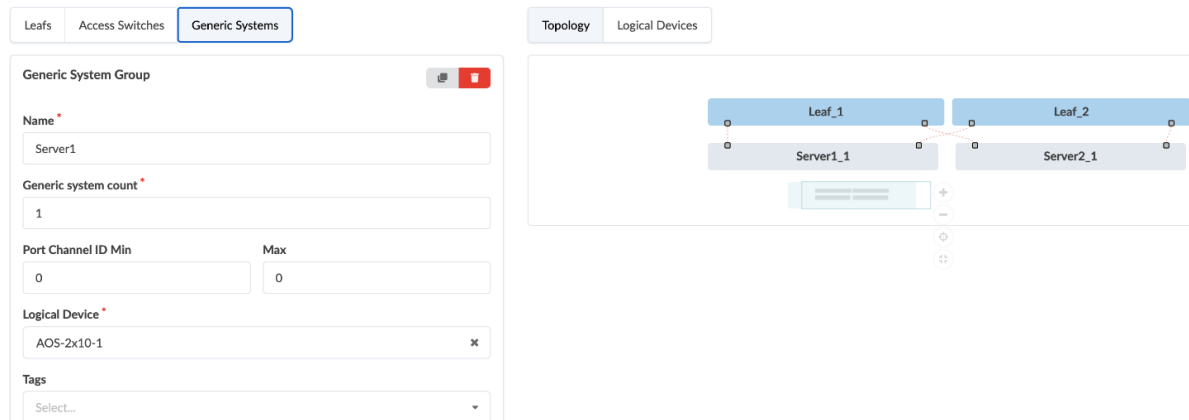 Leafs Access Switches Generic Systems
Generic System Group
Name *
Server1
Generic system count *
1
Port Channel ID Min Max
0 0
Logical Device *
AOS-2x10-1
Tags
Select...
Topology Logical Devices
Leaf_1 Leaf_2
Server1_1 Server2_1